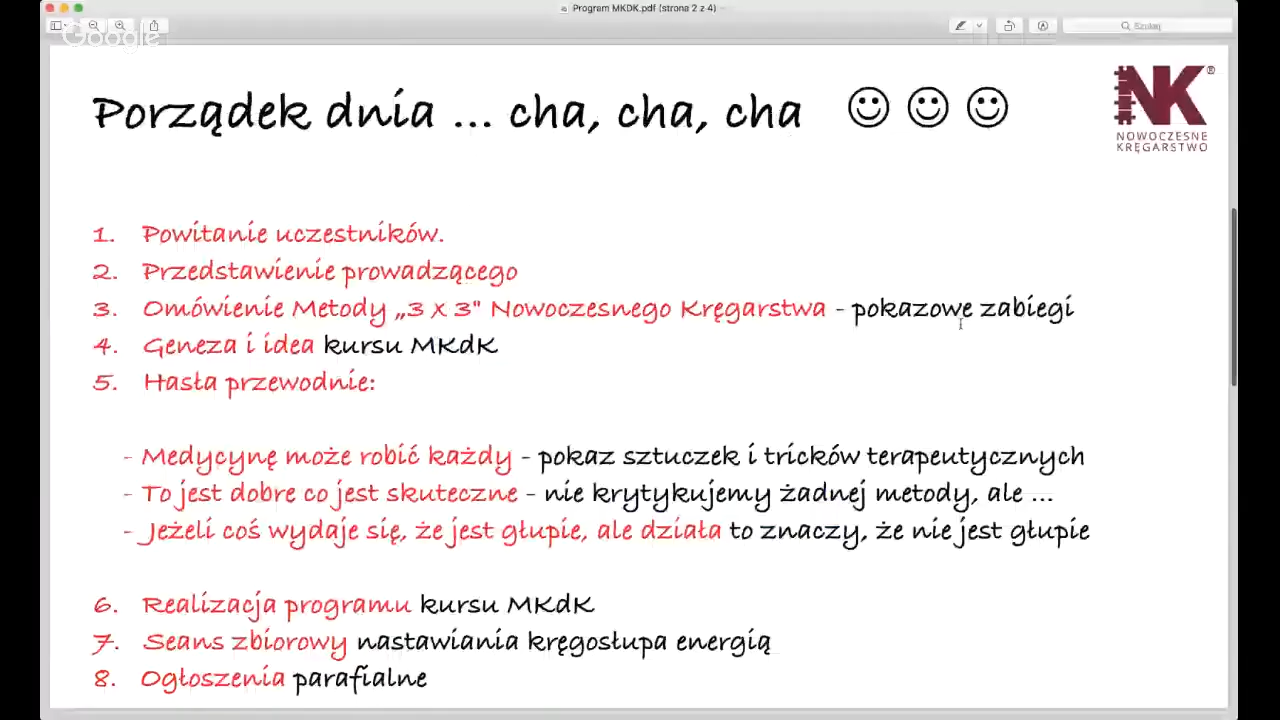 Program MKDK.pdf (strona 2 z 4)
Szukaj
Google
Porządek dnia ... cha, cha, cha ☺ ☺ ☺
NK®
NOWOCZESNE
KRĘGARSTWO
1. Powitanie uczestników.
2. Przedstawienie prowadzącego
3. Omówienie Metody „3 x 3" Nowoczesnego Kręgarstwa - pokazowe zabiegi
4. Geneza i idea kursu MKdK
5. Hasła przewodnie:
- Medycynę może robić każdy - pokaz sztuczek i tricków terapeutycznych
- To jest dobre co jest skuteczne - nie krytykujemy żadnej metody, ale ...
- Jeżeli coś wydaje się, że jest głupie, ale działa to znaczy, że nie jest głupie
6. Realizacja programu kursu MKdK
7. Seans zbiorowy nastawiania kręgosłupa energią
8. Ogłoszenia parafialne